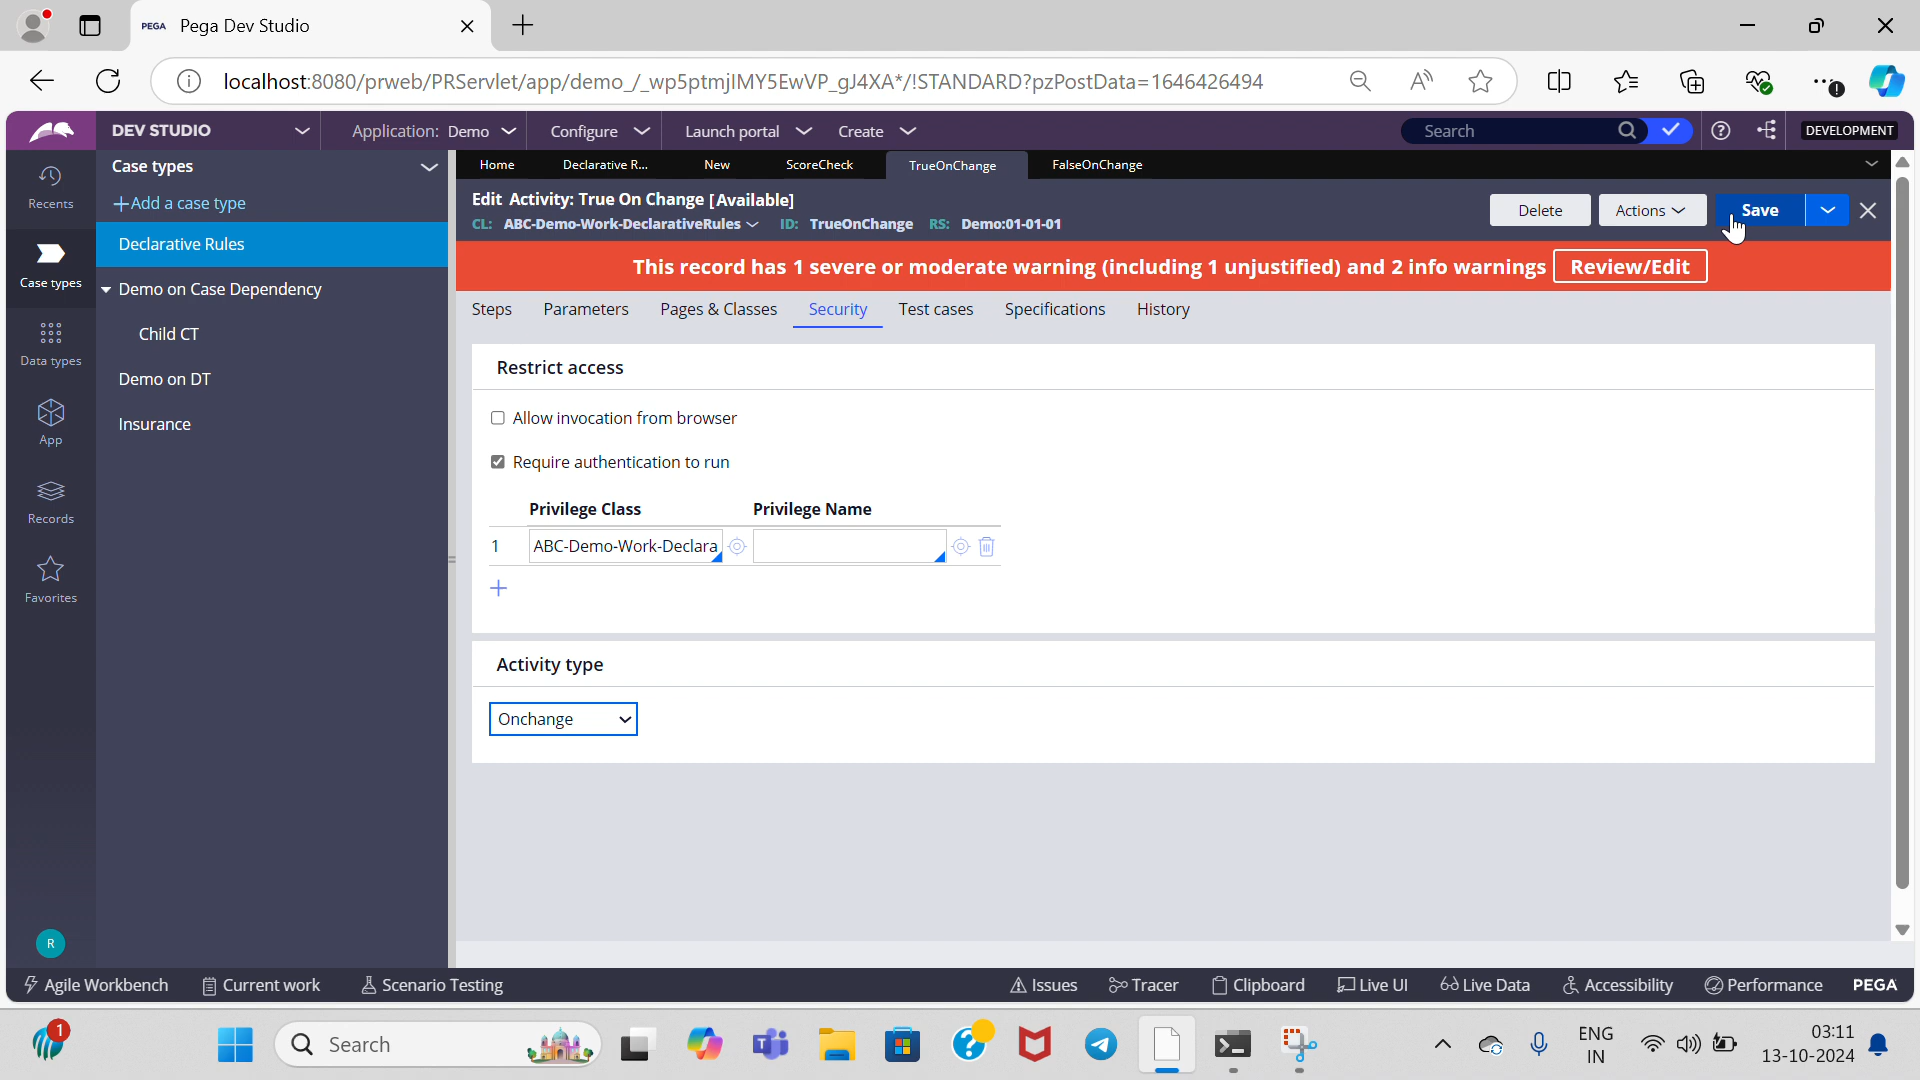 PEGA Pega Dev Studio
localhost:8080/prweb/PRServlet/app/demo_/_wp5ptmjIMY5EwVP_gJ4XA*/!STANDARD?pzPostData=1646426494
DEV STUDIO Application: Demo Configure Launch portal Create Search DEVELOPMENT
Recents
Case types
Data types
App
Records
Favorites
R
Case types
+Add a case type
Declarative Rules
Demo on Case Dependency
Child CT
Demo on DT
Insurance
Home Declarative R... New ScoreCheck TrueOnChange FalseOnChange
Edit Activity: True On Change [Available]
CL: ABC-Demo-Work-DeclarativeRules ID: TrueOnChange RS: Demo:01-01-01
Delete Actions Save
This record has 1 severe or moderate warning (including 1 unjustified) and 2 info warnings Review/Edit
Steps Parameters Pages & Classes Security Test cases Specifications History
Restrict access
Allow invocation from browser
Require authentication to run
Privilege Class Privilege Name
1 ABC-Demo-Work-Declara
Activity type
Onchange
Agile Workbench Current work Scenario Testing Issues Tracer Clipboard Live UI Live Data Accessibility Performance PEGA
1 Search ENG 03:11
IN 13-10-2024